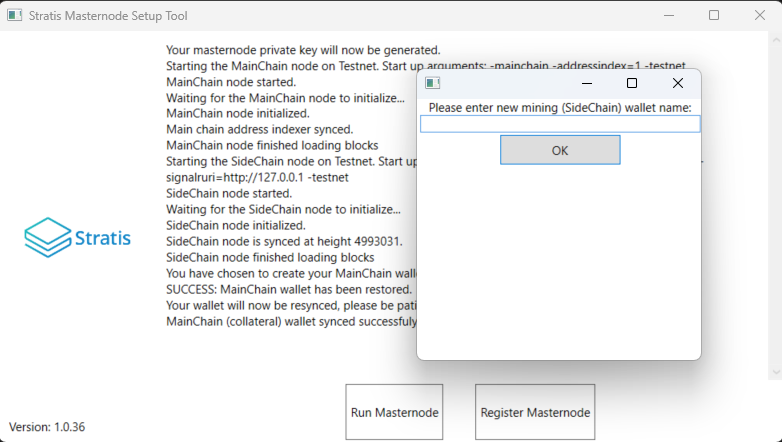 Stratis Masternode Setup Tool
Your masternode private key will now be generated.
Starting the MainChain node on Testnet. Start up arguments: -mainchain -addressindex=1 -testnet
MainChain node started.
Waiting for the MainChain node to initialize...
MainChain node initialized.
Main chain address indexer synced.
MainChain node finished loading blocks
Starting the SideChain node on Testnet. Start up
signalruri=http://127.0.0.1 -testnet
SideChain node started.
Waiting for the SideChain node to initialize...
SideChain node initialized.
SideChain node is synced at height 4993031.
SideChain node finished loading blocks
You have chosen to create your MainChain wall
SUCCESS: MainChain wallet has been restored.
Your wallet will now be resynced, please be pati
MainChain (collateral) wallet synced successfuly
Please enter new mining (SideChain) wallet name:
OK
Stratis
Run Masternode
Register Masternode
Version: 1.0.36